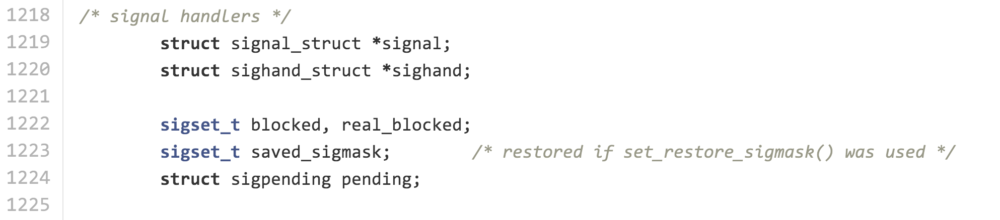 1218 /* signal handlers */
1219 struct signal_struct *signal;
1220 struct sighand_struct *sighand;
1221
1222 sigset_t blocked, real_blocked;
1223 sigset_t saved_sigmask; /* restored if set_restore_sigmask() was used */
1224 struct sigpending pending;
1225